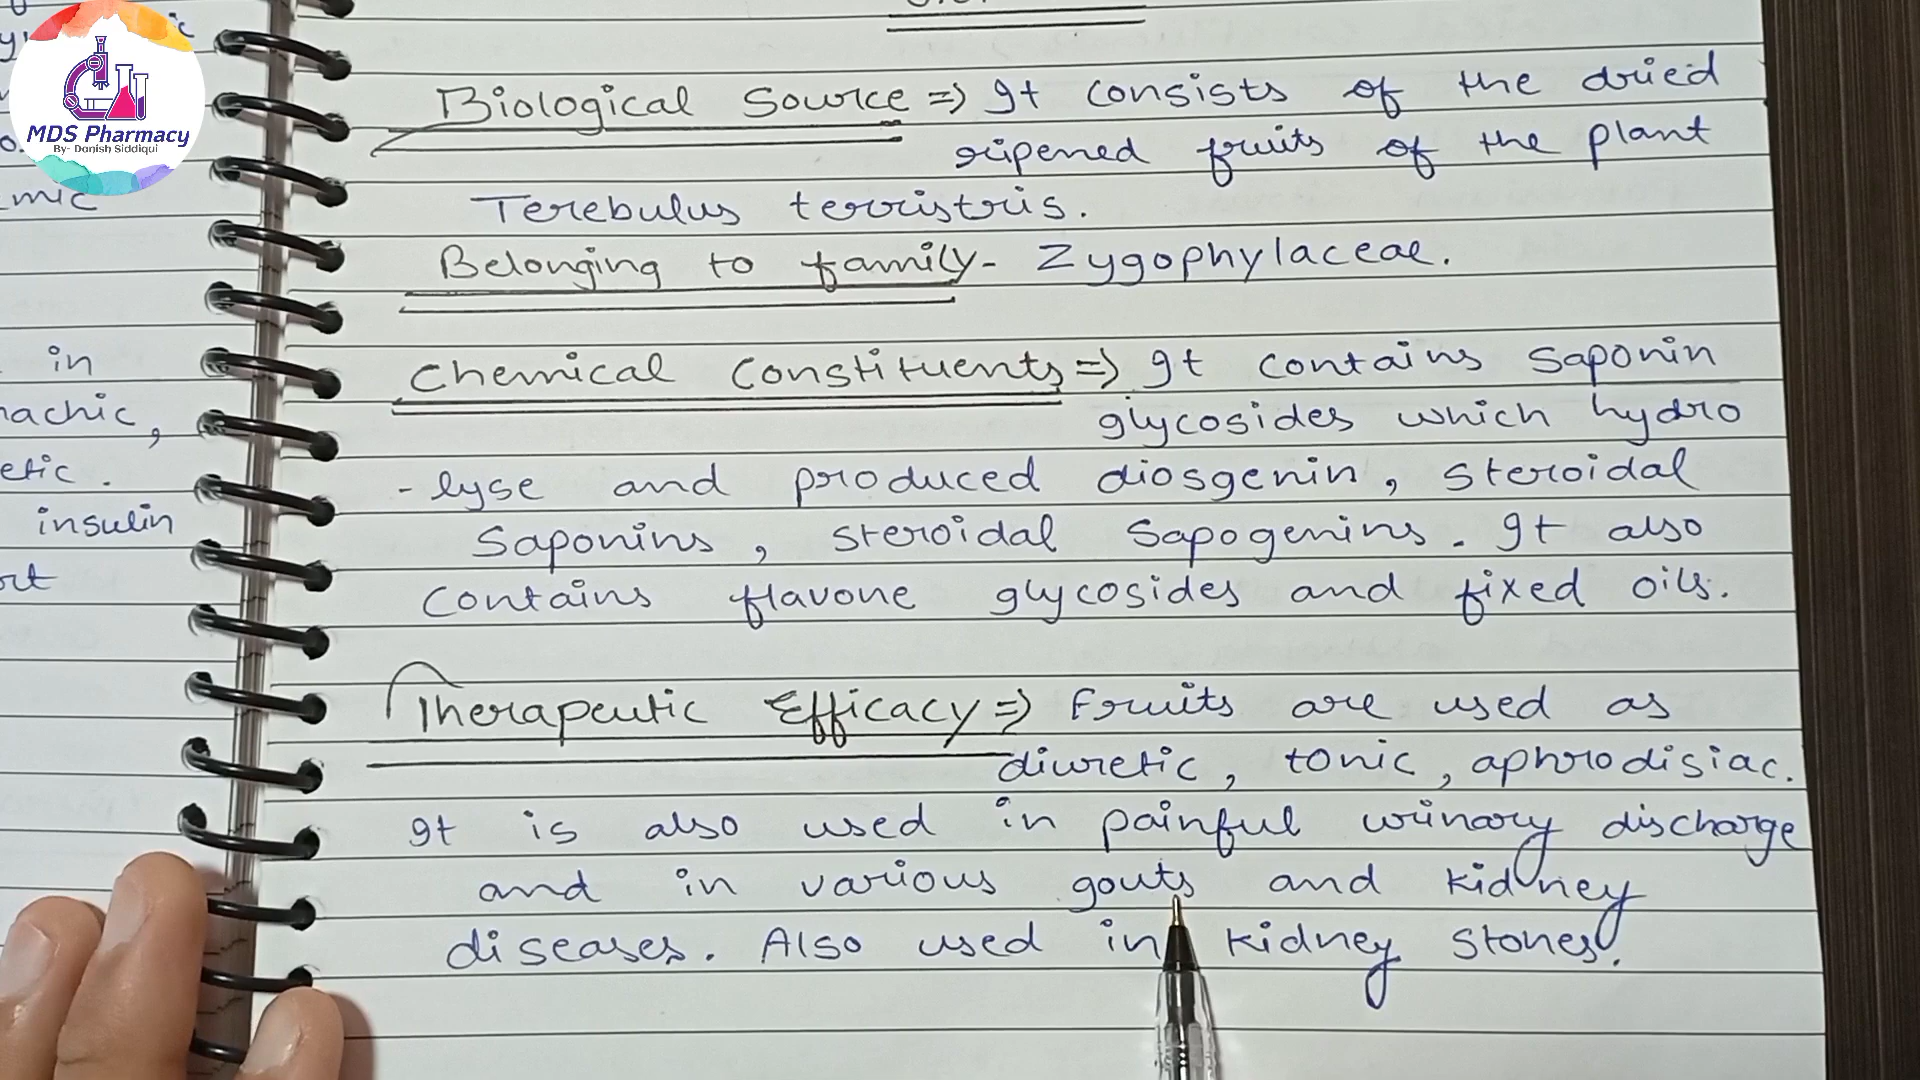 MDS Pharmacy
By- Danish Siddiqui
mic
in
achic,
etic.
insulin
Biological Source => It consists of the dried
ripened fruits of the plant
Terebulus terristris.
Belonging to family- Zygophylaceae.
Chemical Constituents => It contains Saponin
glycosides which hydro
-lyse and produced diosgenin, steroidal
Saponins, steroidal Sapogenins. It also
contains flavone glycosides and fixed oils.
Therapeutic Efficacy => Fruits are used as
diuretic, tonic, aphrodisiac.
It is also used in painful urinary discharge
and in various gouts and kidney
diseases. Also used in kidney stones.